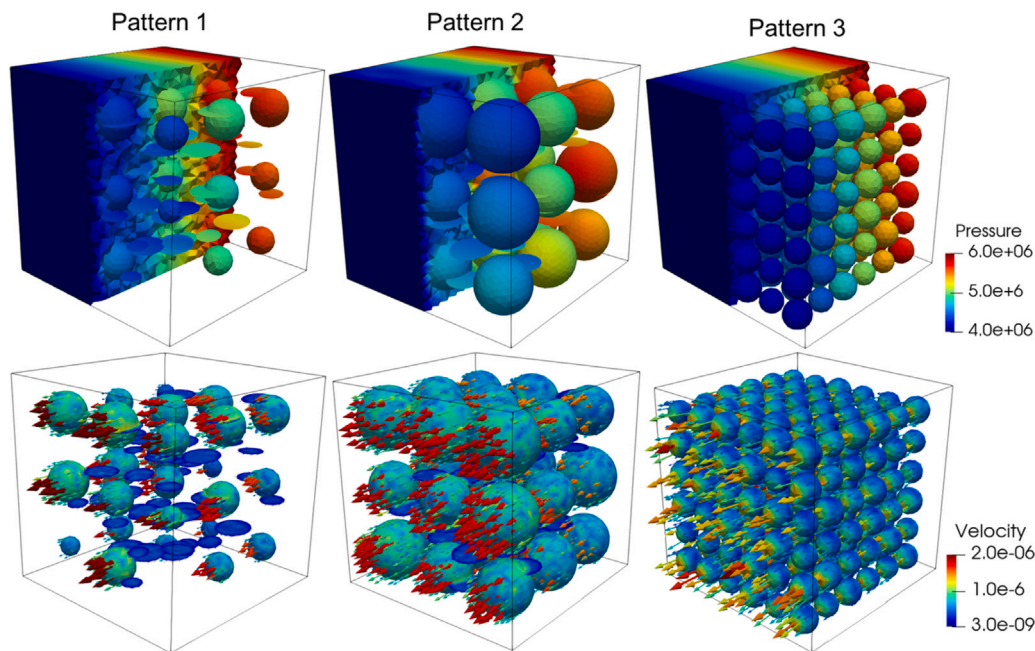 Pattern 1
Pattern 2
Pattern 3
Pressure
6.0e+06
5.0e+6
4.0e+06
Velocity
2.0e-06
1.0e-6
3.0e-09